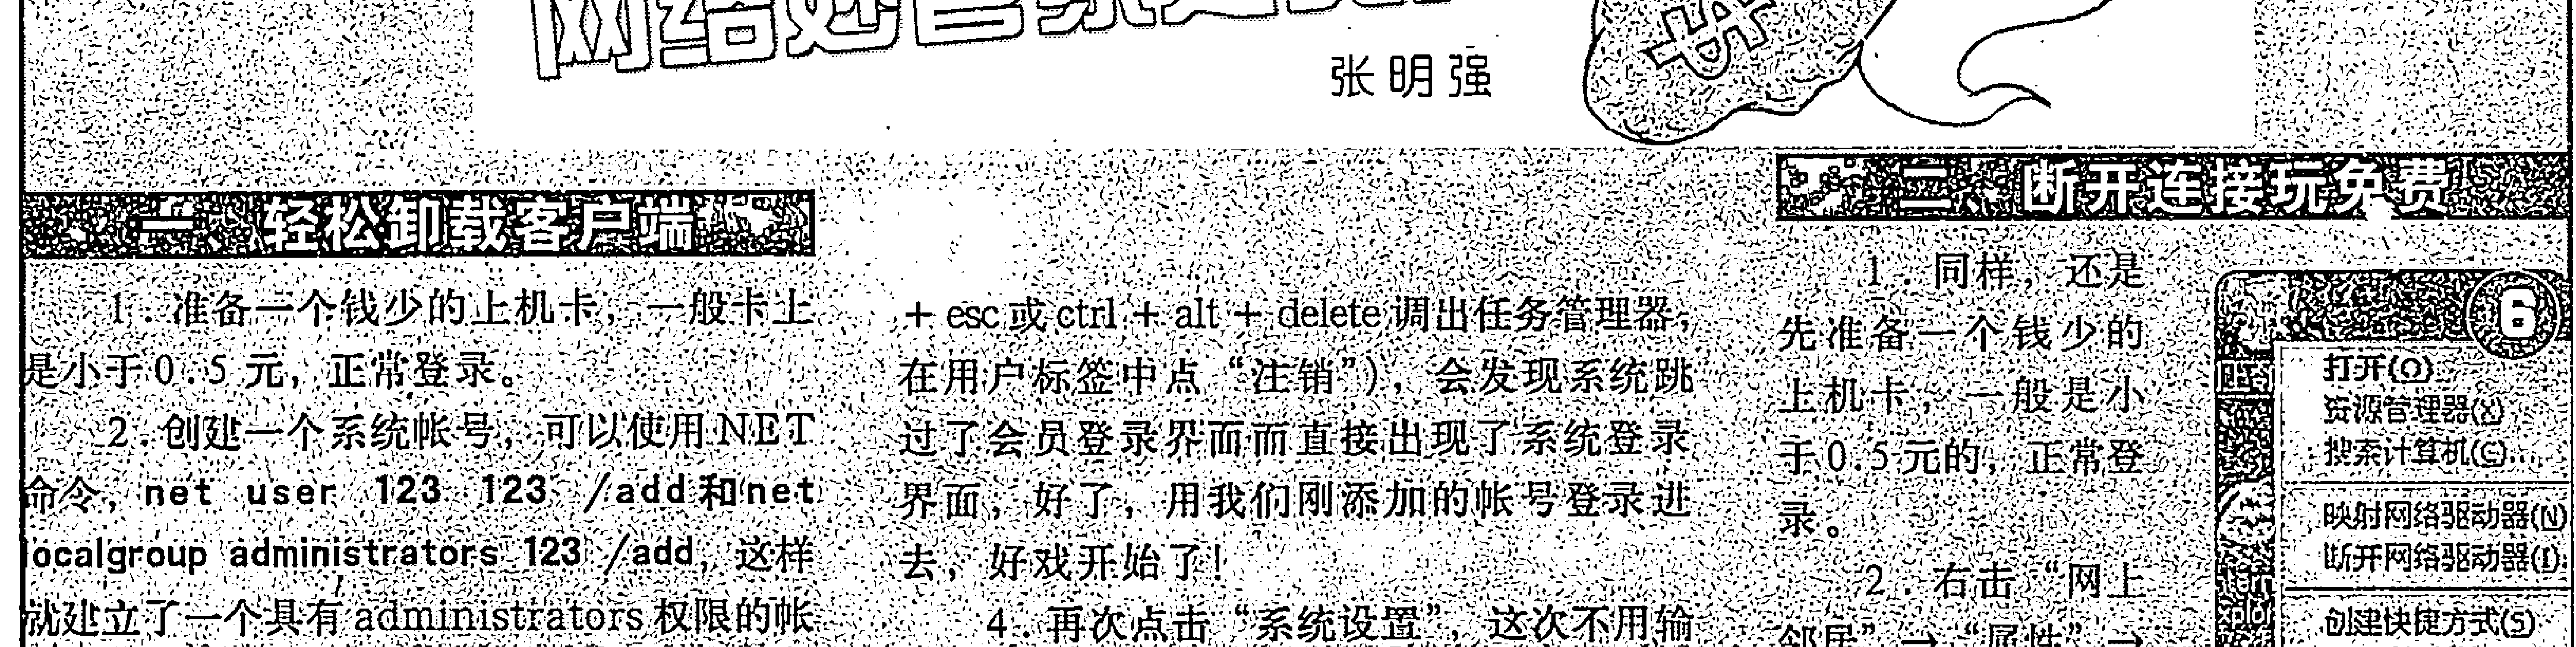 张明强
一、轻松卸载客户端
1.准备一个钱少的上机卡，一般卡上
是小于0.5元，正常登录。
2.创建一个系统帐号，可以使用NET
命令，net user 123 123 /add和net
localgroup administrators 123 /add，这样
就建立了一个具有administrators权限的帐
+ esc或ctrl + alt + delete调出任务管理器，
在用户标签中点“注销”），会发现系统跳
过了会员登录界面而直接出现了系统登录
界面，好了，用我们刚添加的帐号登录进
去，好戏开始了！
4.再次点击“系统设置”，这次不用输
二、断开连接玩免费
1.同样，还是
先准备一个钱少的
上机卡，一般是小
于0.5元的，正常登
录。
2.右击“网上
邻居”→“属性”→
6
打开(O)
资源管理器(X)
搜索计算机(C)...
映射网络驱动器(N)
断开网络驱动器(I)
创建快捷方式(S)